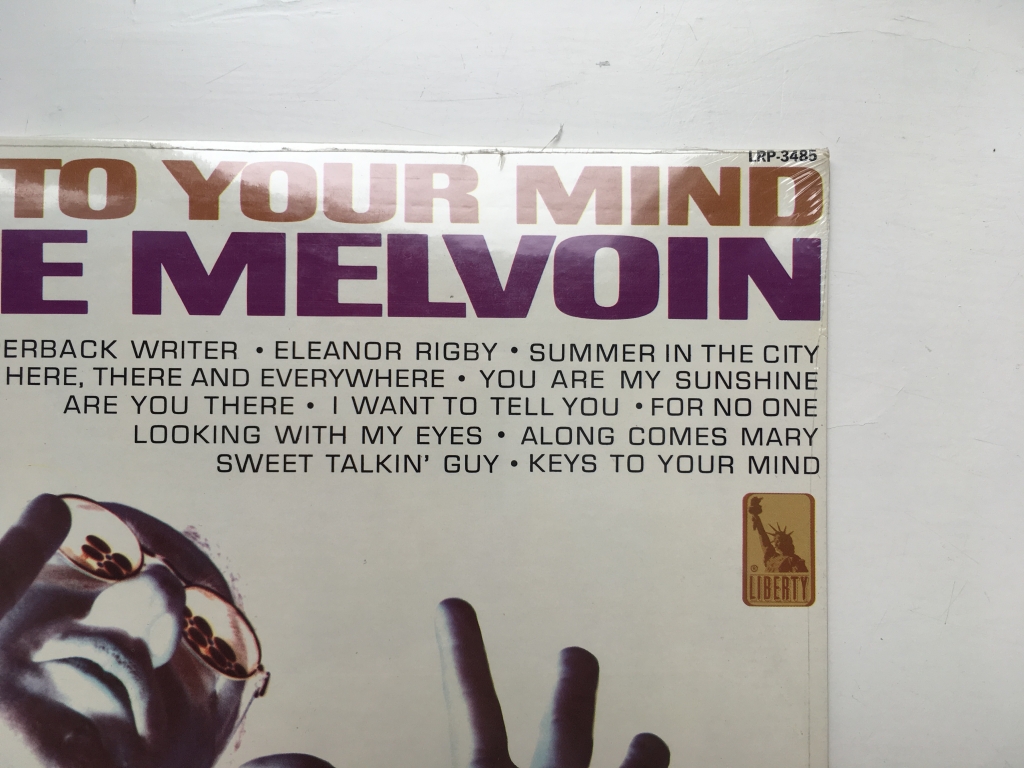 LRP-3485
TO YOUR MIND
E MELVOIN
ERBACK WRITER • ELEANOR RIGBY • SUMMER IN THE CITY
HERE, THERE AND EVERYWHERE • YOU ARE MY SUNSHINE
ARE YOU THERE • I WANT TO TELL YOU • FOR NO ONE
LOOKING WITH MY EYES • ALONG COMES MARY
SWEET TALKIN' GUY • KEYS TO YOUR MIND
LIBERTY